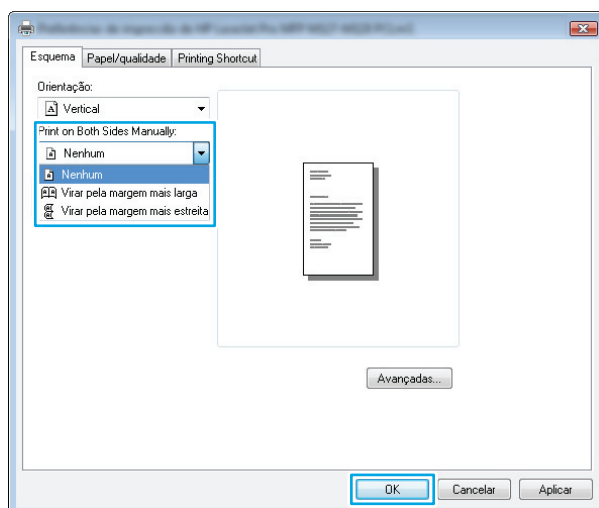 Esquema Papel/qualidade Printing Shortcut
Orientação:
Vertical
Print on Both Sides Manually:
Nenhum
Nenhum
Virar pela margem mais larga
Virar pela margem mais estreita
Avançadas...
OK Cancelar Aplicar